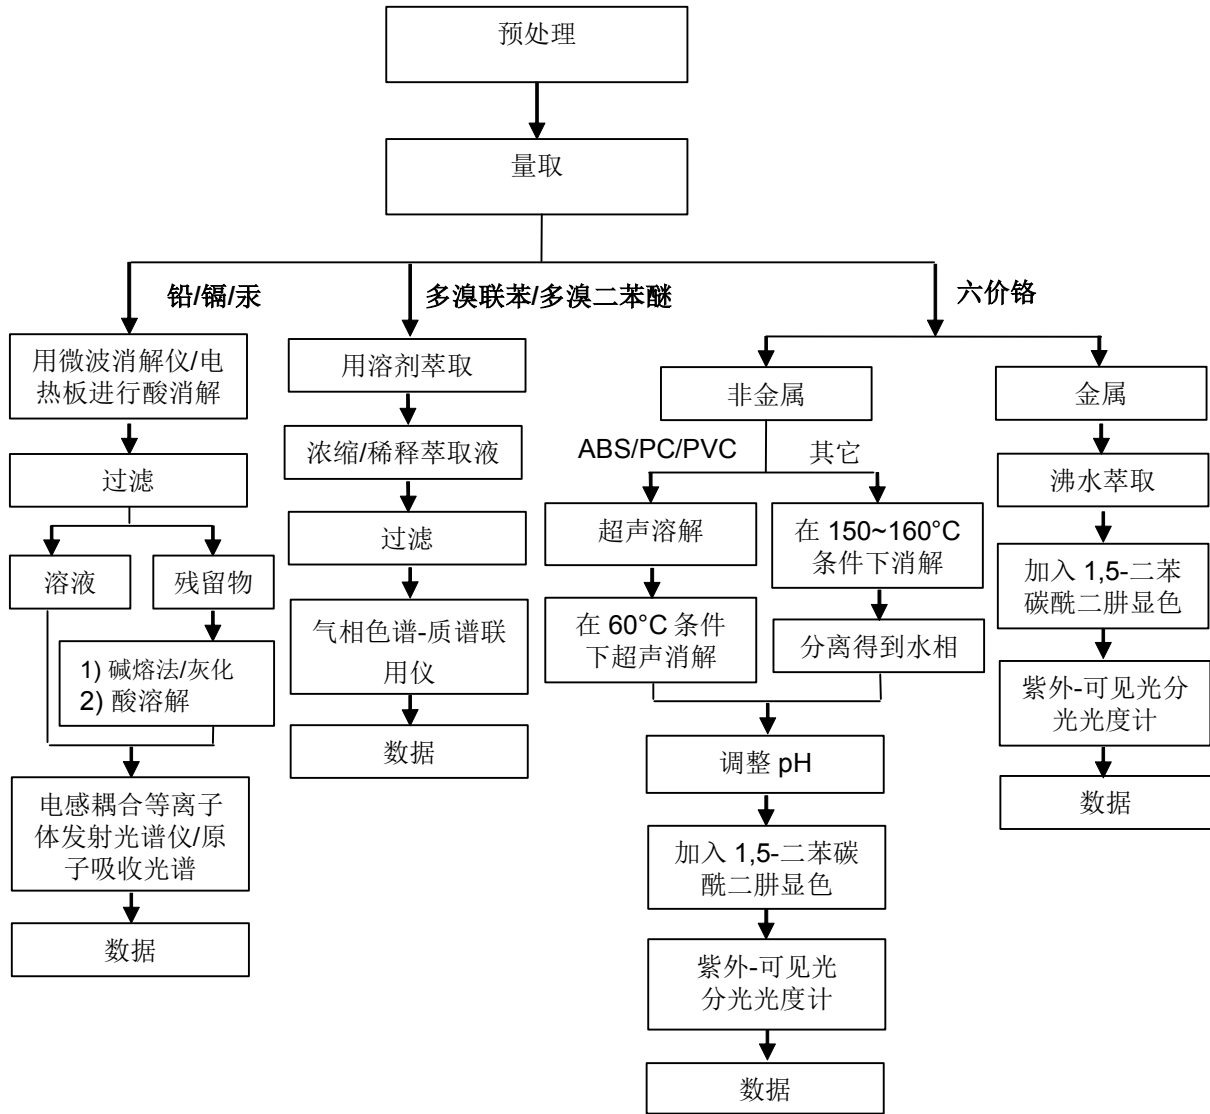 预处理
量取
铅/镉/汞
多溴联苯/多溴二苯醚
六价铬
用微波消解仪/电
热板进行酸消解
过滤
溶液
残留物
1) 碱熔法/灰化
2) 酸溶解
电感耦合等离子
体发射光谱仪/原
子吸收光谱
数据
用溶剂萃取
浓缩/稀释萃取液
过滤
气相色谱-质谱联
用仪
数据
非金属
ABS/PC/PVC
其它
超声溶解
在 60°C 条件
下超声消解
在 150~160°C
条件下消解
分离得到水相
调整 pH
加入 1,5-二苯碳
酰二肼显色
紫外-可见光
分光光度计
数据
金属
沸水萃取
加入 1,5-二苯
碳酰二肼显色
紫外-可见光分
光光度计
数据